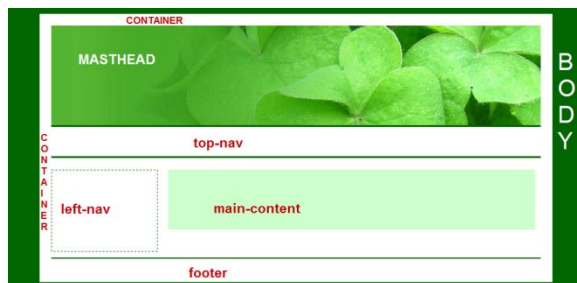 CONTAINER
MASTHEAD
BODY
top-nav
CONTAINER
left-nav
main-content
footer